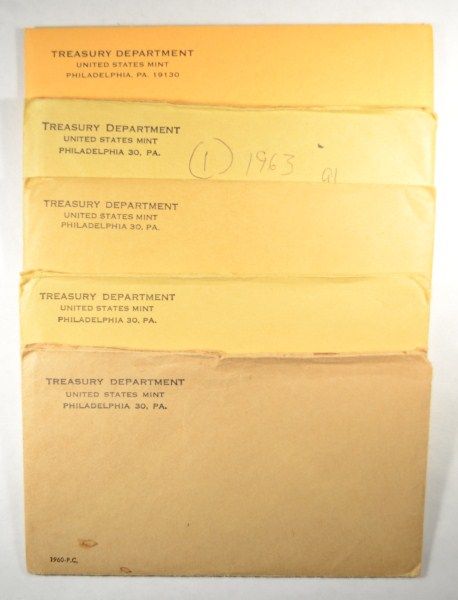 TREASURY DEPARTMENT
UNITED STATES MINT
PHILADELPHIA, PA. 19130
TREASURY DEPARTMENT
UNITED STATES MINT
PHILADELPHIA 30, PA.
(1) 1963
TREASURY DEPARTMENT
UNITED STATES MINT
PHILADELPHIA 30, PA.
TREASURY DEPARTMENT
UNITED STATES MINT
PHILADELPHIA 30, PA.
TREASURY DEPARTMENT
UNITED STATES MINT
PHILADELPHIA 30, PA.
1960-P.C.